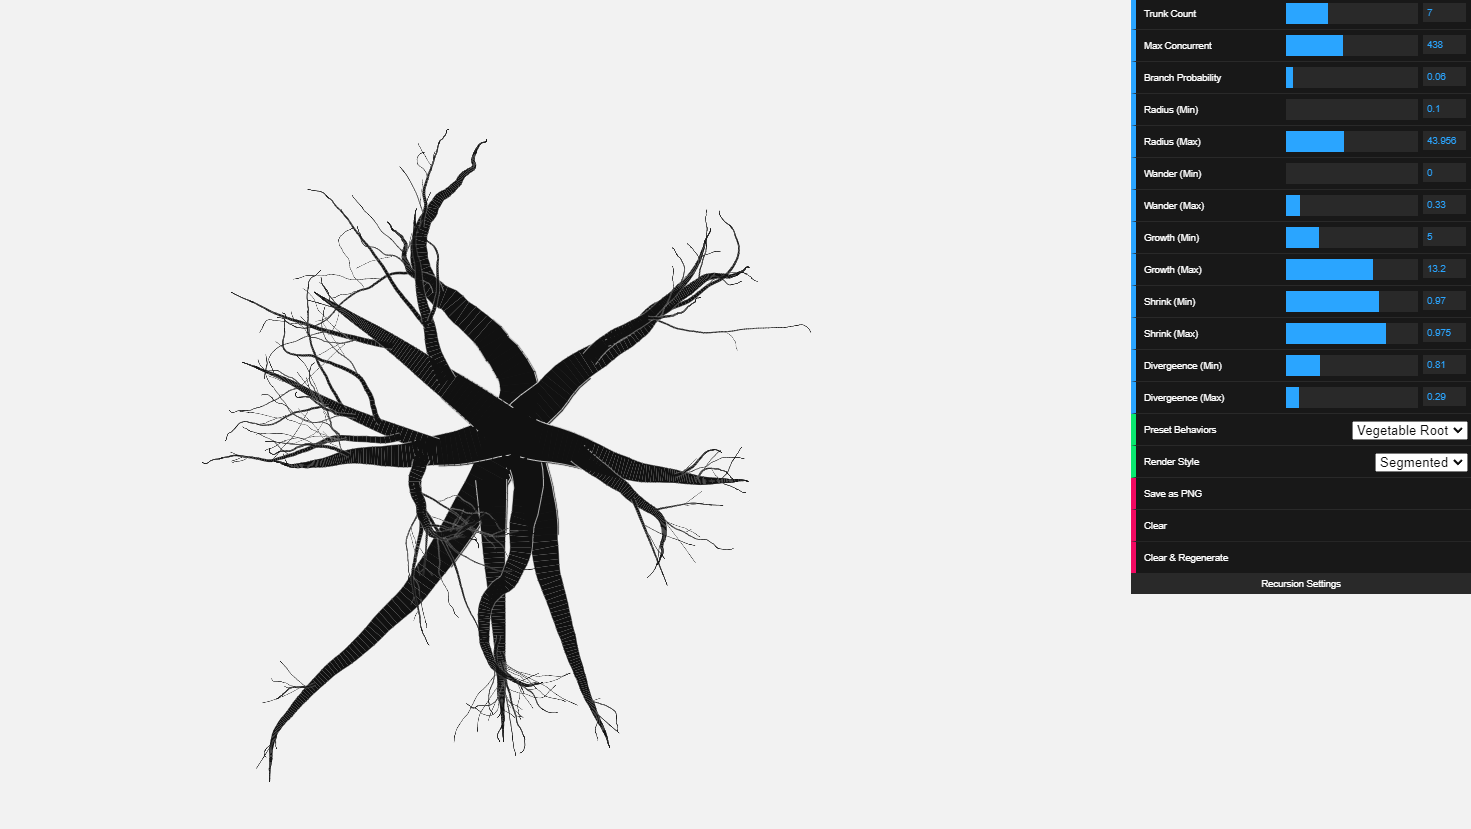 Trunk Count 7
Max Concurrent 438
Branch Probability 0.06
Radius (Min) 0.1
Radius (Max) 43.956
Wander (Min) 0
Wander (Max) 0.33
Growth (Min) 5
Growth (Max) 13.2
Shrink (Min) 0.97
Shrink (Max) 0.975
Divergeence (Min) 0.81
Divergeence (Max) 0.29
Preset Behaviors Vegetable Root
Render Style Segmented
Save as PNG
Clear
Clear & Regenerate
Recursion Settings